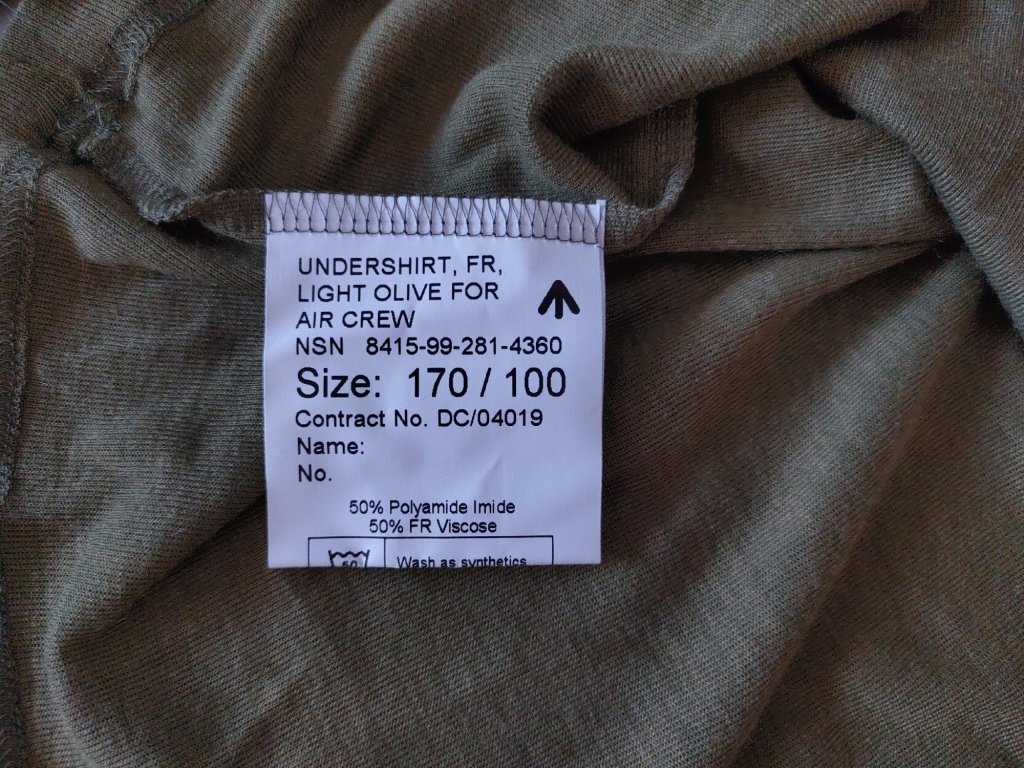 UNDERSHIRT, FR,
LIGHT OLIVE FOR
AIR CREW
NSN 8415-99-281-4360
Size: 170 / 100
Contract No. DC/04019
Name:
No.
50% Polyamide Imide
50% FR Viscose
50 Wash as synthetics